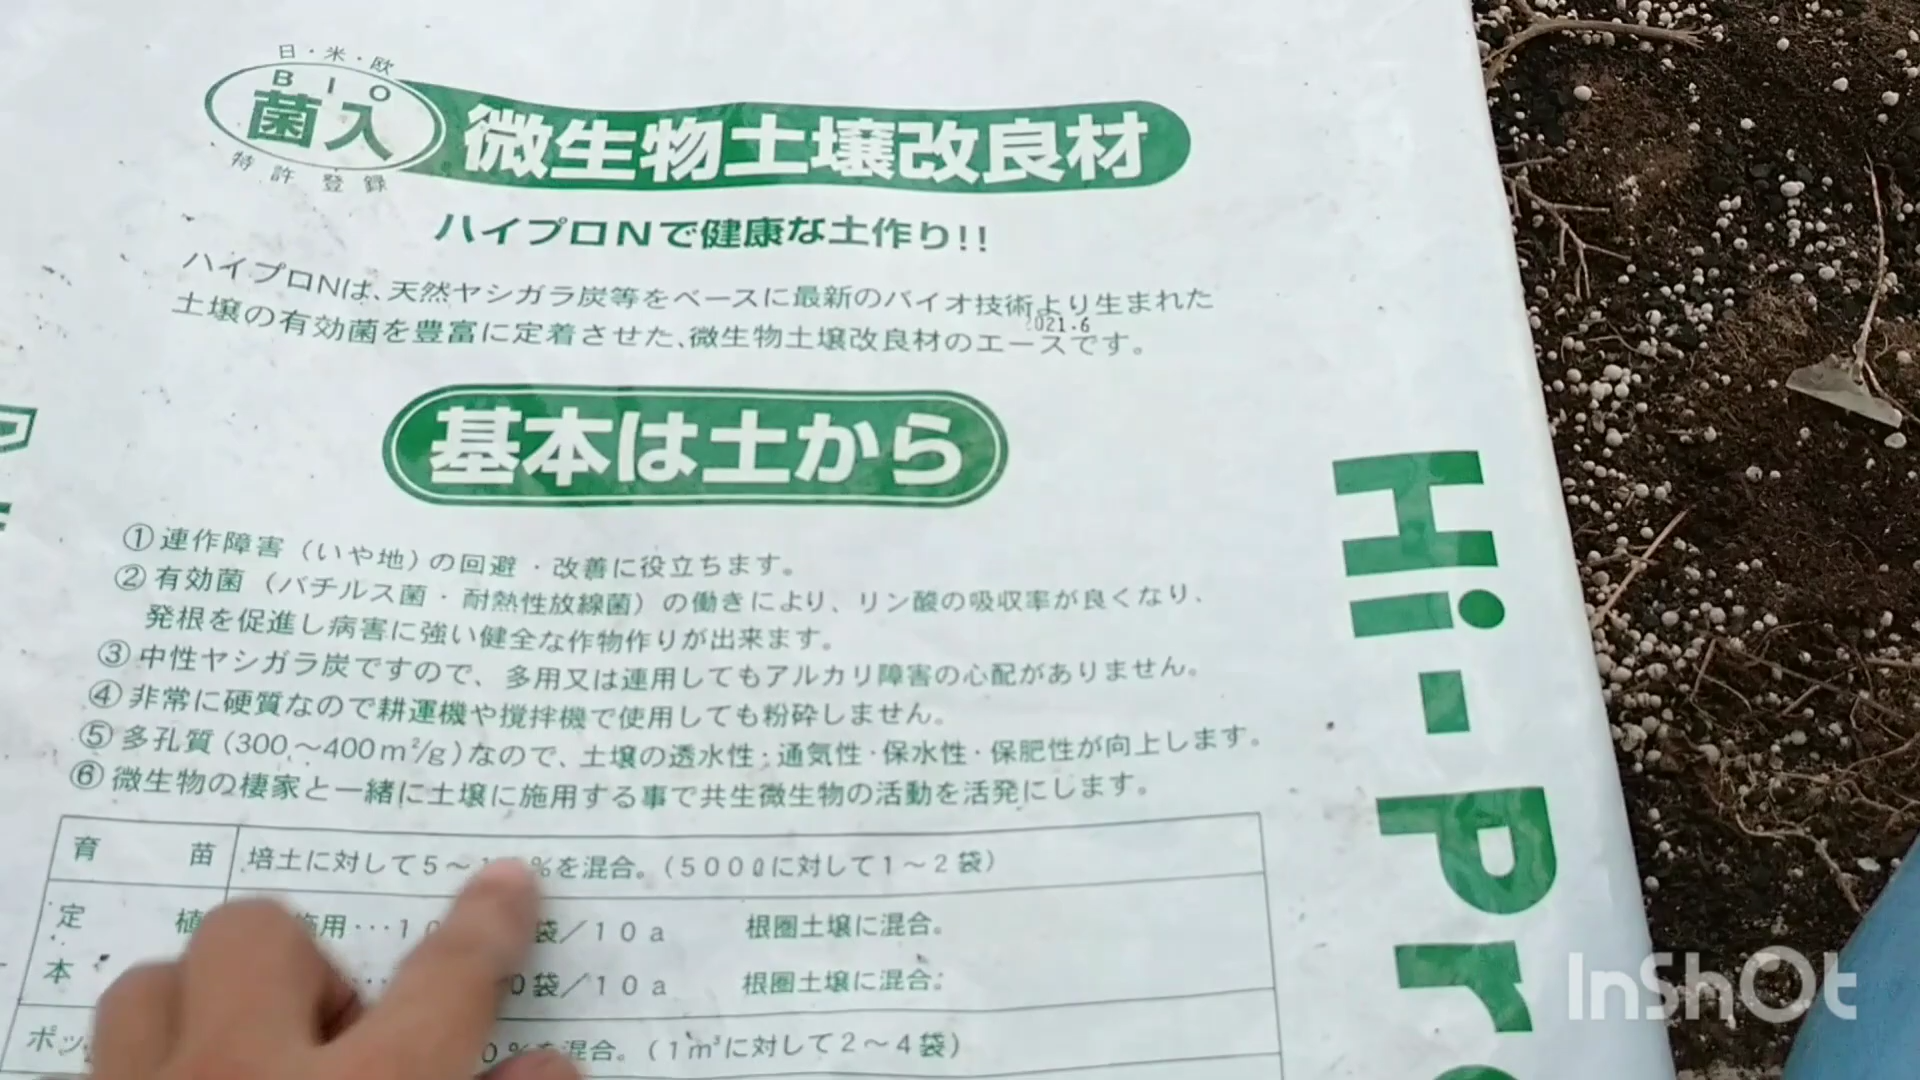 日・米・欧
BIO
菌入
特許登録
微生物土壌改良材
ハイプロNで健康な土作り!!
ハイプロNは、天然ヤシガラ炭等をベースに最新のバイオ技術より生まれた
土壌の有効菌を豊富に定着させた、微生物土壌改良材のエースです。
2021.6
基本は土から
①連作障害（いや地）の回避・改善に役立ちます。
②有効菌（バチルス菌・耐熱性放線菌）の働きにより、リン酸の吸収率が良くなり、
発根を促進し病害に強い健全な作物作りが出来ます。
③中性ヤシガラ炭ですので、多用又は連用してもアルカリ障害の心配がありません。
④非常に硬質なので耕運機や撹拌機で使用しても粉砕しません。
⑤多孔質(300～400m²/g)なので、土壌の透水性・通気性・保水性・保肥性が向上します。
⑥微生物の棲家と一緒に土壌に施用する事で共生微生物の活動を活発にします。
育苗 培土に対して5～ %を混合。(500ℓに対して1～2袋)
定植 施用・・・10 袋／10a 根圏土壌に混合。
本 0袋／10a 根圏土壌に混合。
ポッ 0%を混合。(1m³に対して2～4袋)
Hi-Pro
InShOt